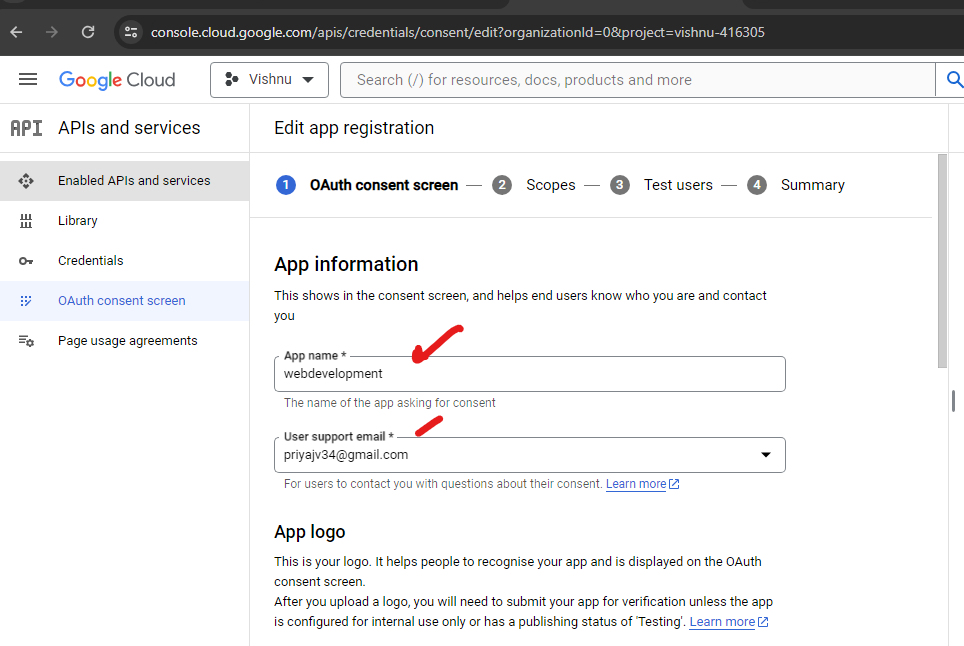 console.cloud.google.com/apis/credentials/consent/edit?organizationId=0&project=vishnu-416305
Google Cloud
Vishnu
Search (/) for resources, docs, products and more
API APIs and services
Edit app registration
Enabled APIs and services
Library
Credentials
OAuth consent screen
Page usage agreements
1 OAuth consent screen — 2 Scopes — 3 Test users — 4 Summary
App information
This shows in the consent screen, and helps end users know who you are and contact
you
App name *
webdevelopment
The name of the app asking for consent
User support email *
priyajv34@gmail.com
For users to contact you with questions about their consent. Learn more
App logo
This is your logo. It helps people to recognise your app and is displayed on the OAuth
consent screen.
After you upload a logo, you will need to submit your app for verification unless the app
is configured for internal use only or has a publishing status of 'Testing'. Learn more